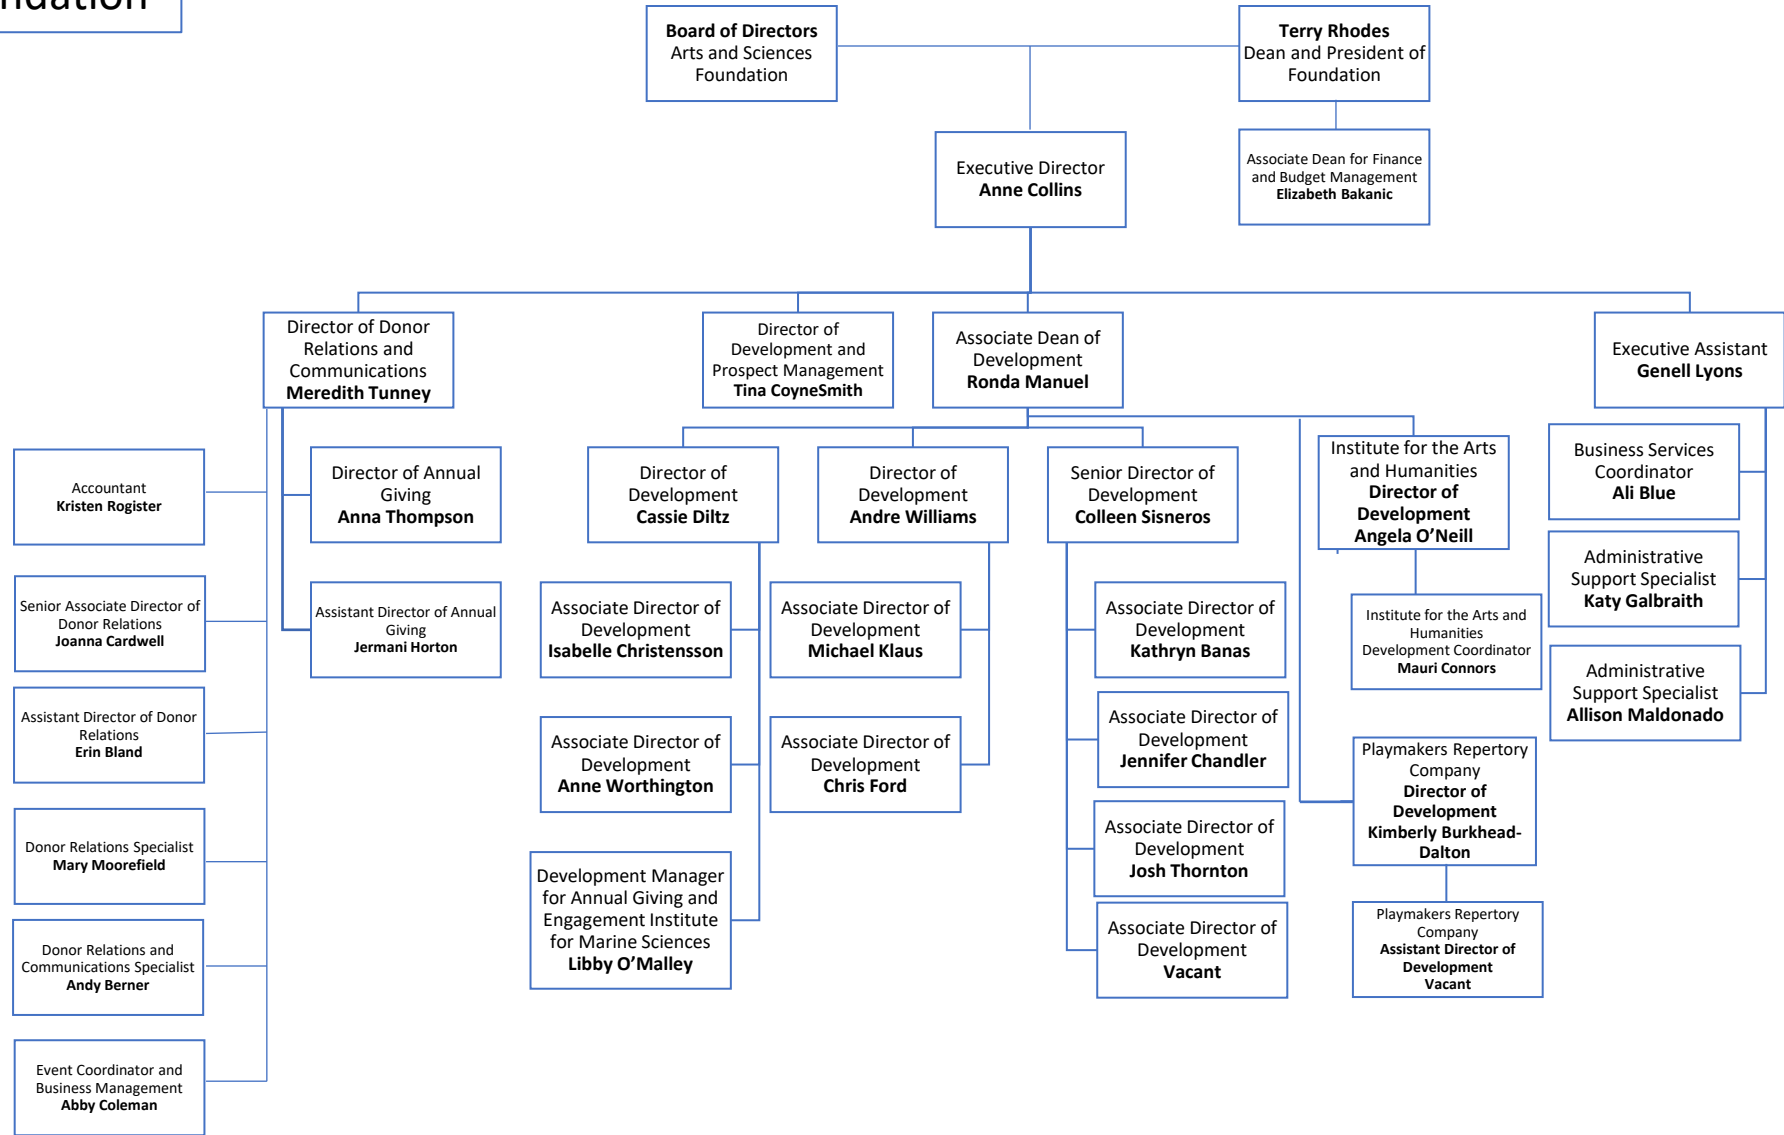 Board of Directors
Arts and Sciences
Foundation
Terry Rhodes
Dean and President of
Foundation
Executive Director
Anne Collins
Associate Dean for Finance
and Budget Management
Elizabeth Bakanic
Director of Donor
Relations and
Communications
Meredith Tunney
Director of
Development and
Prospect Management
Tina CoyneSmith
Associate Dean of
Development
Ronda Manuel
Executive Assistant
Genell Lyons
Accountant
Kristen Rogister
Senior Associate Director of
Donor Relations
Joanna Cardwell
Assistant Director of Donor
Relations
Erin Bland
Donor Relations Specialist
Mary Moorefield
Donor Relations and
Communications Specialist
Andy Berner
Event Coordinator and
Business Management
Abby Coleman
Director of Annual
Giving
Anna Thompson
Assistant Director of Annual
Giving
Jermani Horton
Director of
Development
Cassie Diltz
Associate Director of
Development
Isabelle Christensson
Associate Director of
Development
Anne Worthington
Development Manager
for Annual Giving and
Engagement Institute
for Marine Sciences
Libby O’Malley
Director of
Development
Andre Williams
Associate Director of
Development
Michael Klaus
Associate Director of
Development
Chris Ford
Senior Director of
Development
Colleen Sisneros
Associate Director of
Development
Kathryn Banas
Associate Director of
Development
Jennifer Chandler
Associate Director of
Development
Josh Thornton
Associate Director of
Development
Vacant
Institute for the Arts
and Humanities
Director of
Development
Angela O’Neill
Institute for the Arts and
Humanities
Development Coordinator
Mauri Connors
Playmakers Repertory
Company
Director of
Development
Kimberly Burkhead-
Dalton
Playmakers Repertory
Company
Assistant Director of
Development
Vacant
Business Services
Coordinator
Ali Blue
Administrative
Support Specialist
Katy Galbraith
Administrative
Support Specialist
Allison Maldonado